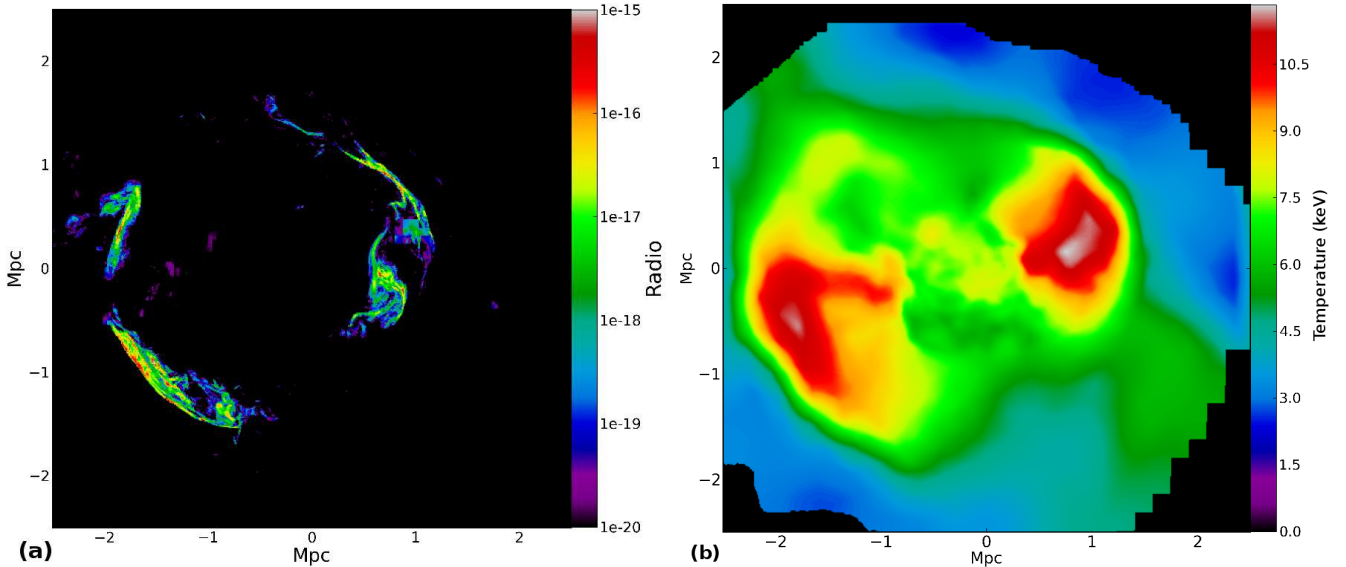 2
1
0
−1
−2
Mpc
−2 −1 0 1 2
Mpc
(a)
1e-15
1e-16
1e-17
1e-18
1e-19
1e-20
Radio
2
1
0
−1
−2
Mpc
−2 −1 0 1 2
Mpc
(b)
10.5
9.0
7.5
6.0
4.5
3.0
1.5
0.0
Temperature (keV)